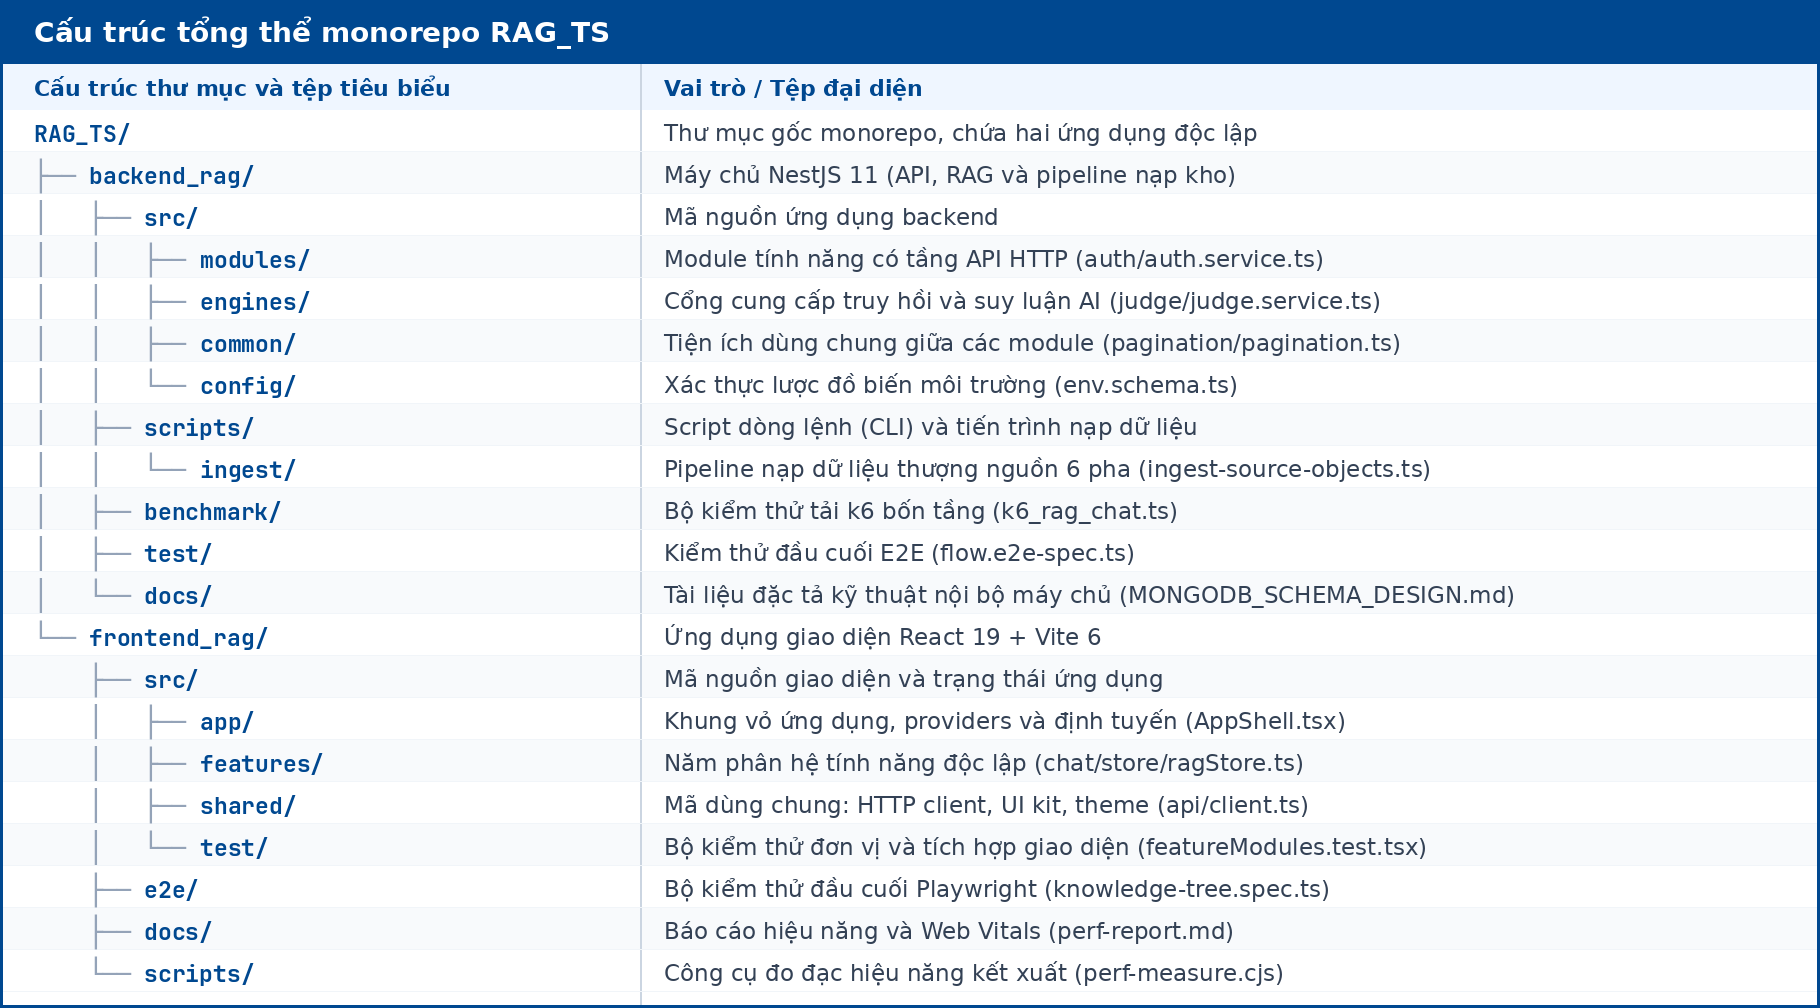 Cấu trúc tổng thể monorepo RAG_TS
Cấu trúc thư mục và tệp tiêu biểu Vai trò / Tệp đại diện
RAG_TS/ Thư mục gốc monorepo, chứa hai ứng dụng độc lập
├── backend_rag/ Máy chủ NestJS 11 (API, RAG và pipeline nạp kho)
│   ├── src/ Mã nguồn ứng dụng backend
│   │   ├── modules/ Module tính năng có tầng API HTTP (auth/auth.service.ts)
│   │   ├── engines/ Cổng cung cấp truy hồi và suy luận AI (judge/judge.service.ts)
│   │   ├── common/ Tiện ích dùng chung giữa các module (pagination/pagination.ts)
│   │   └── config/ Xác thực lược đồ biến môi trường (env.schema.ts)
│   ├── scripts/ Script dòng lệnh (CLI) và tiến trình nạp dữ liệu
│   │   └── ingest/ Pipeline nạp dữ liệu thượng nguồn 6 pha (ingest-source-objects.ts)
│   ├── benchmark/ Bộ kiểm thử tải k6 bốn tầng (k6_rag_chat.ts)
│   ├── test/ Kiểm thử đầu cuối E2E (flow.e2e-spec.ts)
│   └── docs/ Tài liệu đặc tả kỹ thuật nội bộ máy chủ (MONGODB_SCHEMA_DESIGN.md)
└── frontend_rag/ Ứng dụng giao diện React 19 + Vite 6
    ├── src/ Mã nguồn giao diện và trạng thái ứng dụng
    │   ├── app/ Khung vỏ ứng dụng, providers và định tuyến (AppShell.tsx)
    │   ├── features/ Năm phân hệ tính năng độc lập (chat/store/ragStore.ts)
    │   ├── shared/ Mã dùng chung: HTTP client, UI kit, theme (api/client.ts)
    │   └── test/ Bộ kiểm thử đơn vị và tích hợp giao diện (featureModules.test.tsx)
    ├── e2e/ Bộ kiểm thử đầu cuối Playwright (knowledge-tree.spec.ts)
    ├── docs/ Báo cáo hiệu năng và Web Vitals (perf-report.md)
    └── scripts/ Công cụ đo đạc hiệu năng kết xuất (perf-measure.cjs)